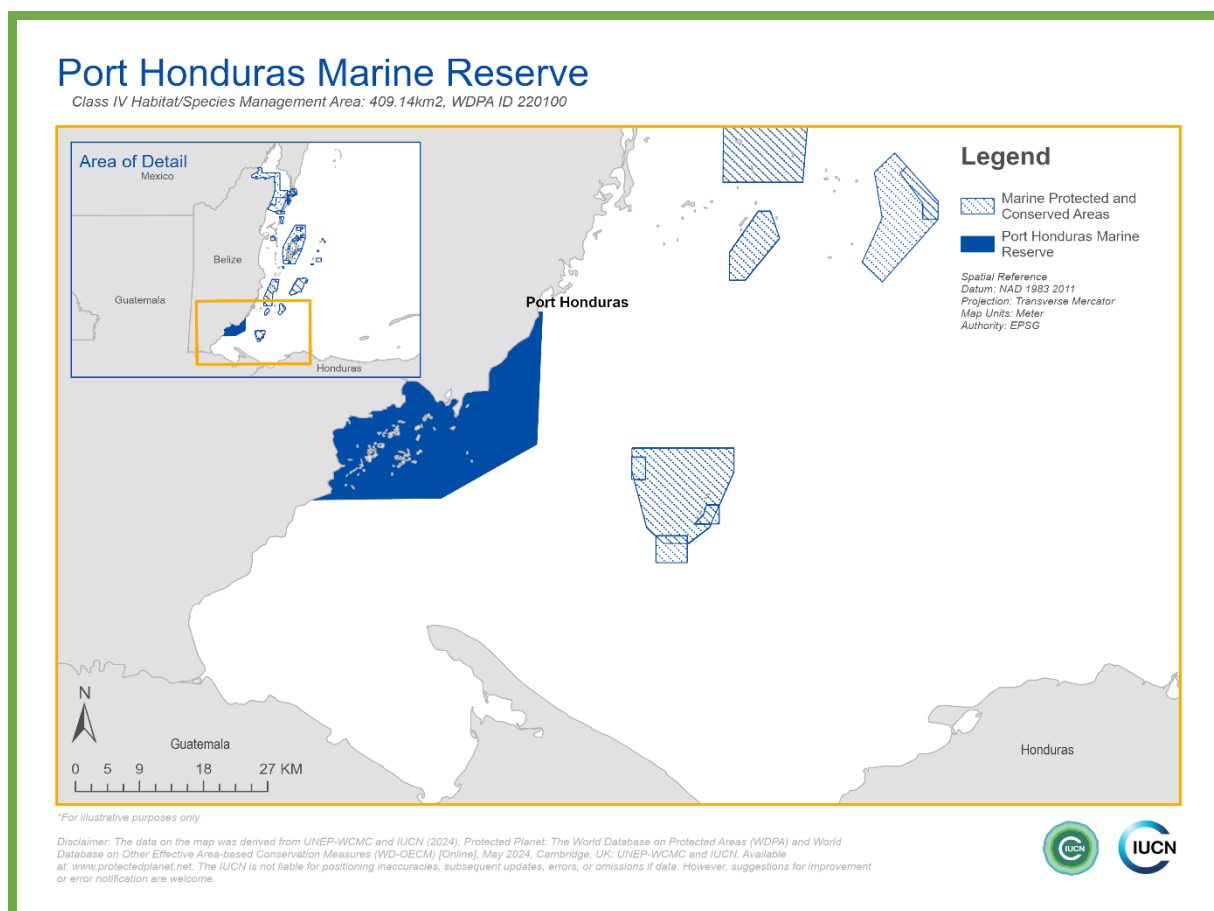 Port Honduras Marine Reserve
Class IV Habitat/Species Management Area: 409.14km2, WDPA ID 220100
Area of Detail
Mexico
Belize
Guatemala
Honduras
Port Honduras
Legend
Marine Protected and
Conserved Areas
Port Honduras Marine
Reserve
Spatial Reference
Datum: NAD 1983 2011
Projection: Transverse Mercator
Map Units: Meter
Authority: EPSG
N
0 5 9 18 27 KM
Guatemala
Honduras
*For illustrative purposes only
Disclaimer: The data on the map was derived from UNEP-WCMC and IUCN (2024), Protected Planet: The World Database on Protected Areas (WDPA) and World
Database on Other Effective Area-based Conservation Measures (WD-OECM) [Online], May 2024, Cambridge, UK: UNEP-WCMC and IUCN. Available
at: www.protectedplanet.net. The IUCN is not liable for positioning inaccuracies, subsequent updates, errors, or omissions if data. However, suggestions for improvement
or error notification are welcome.
IUCN
IUCN